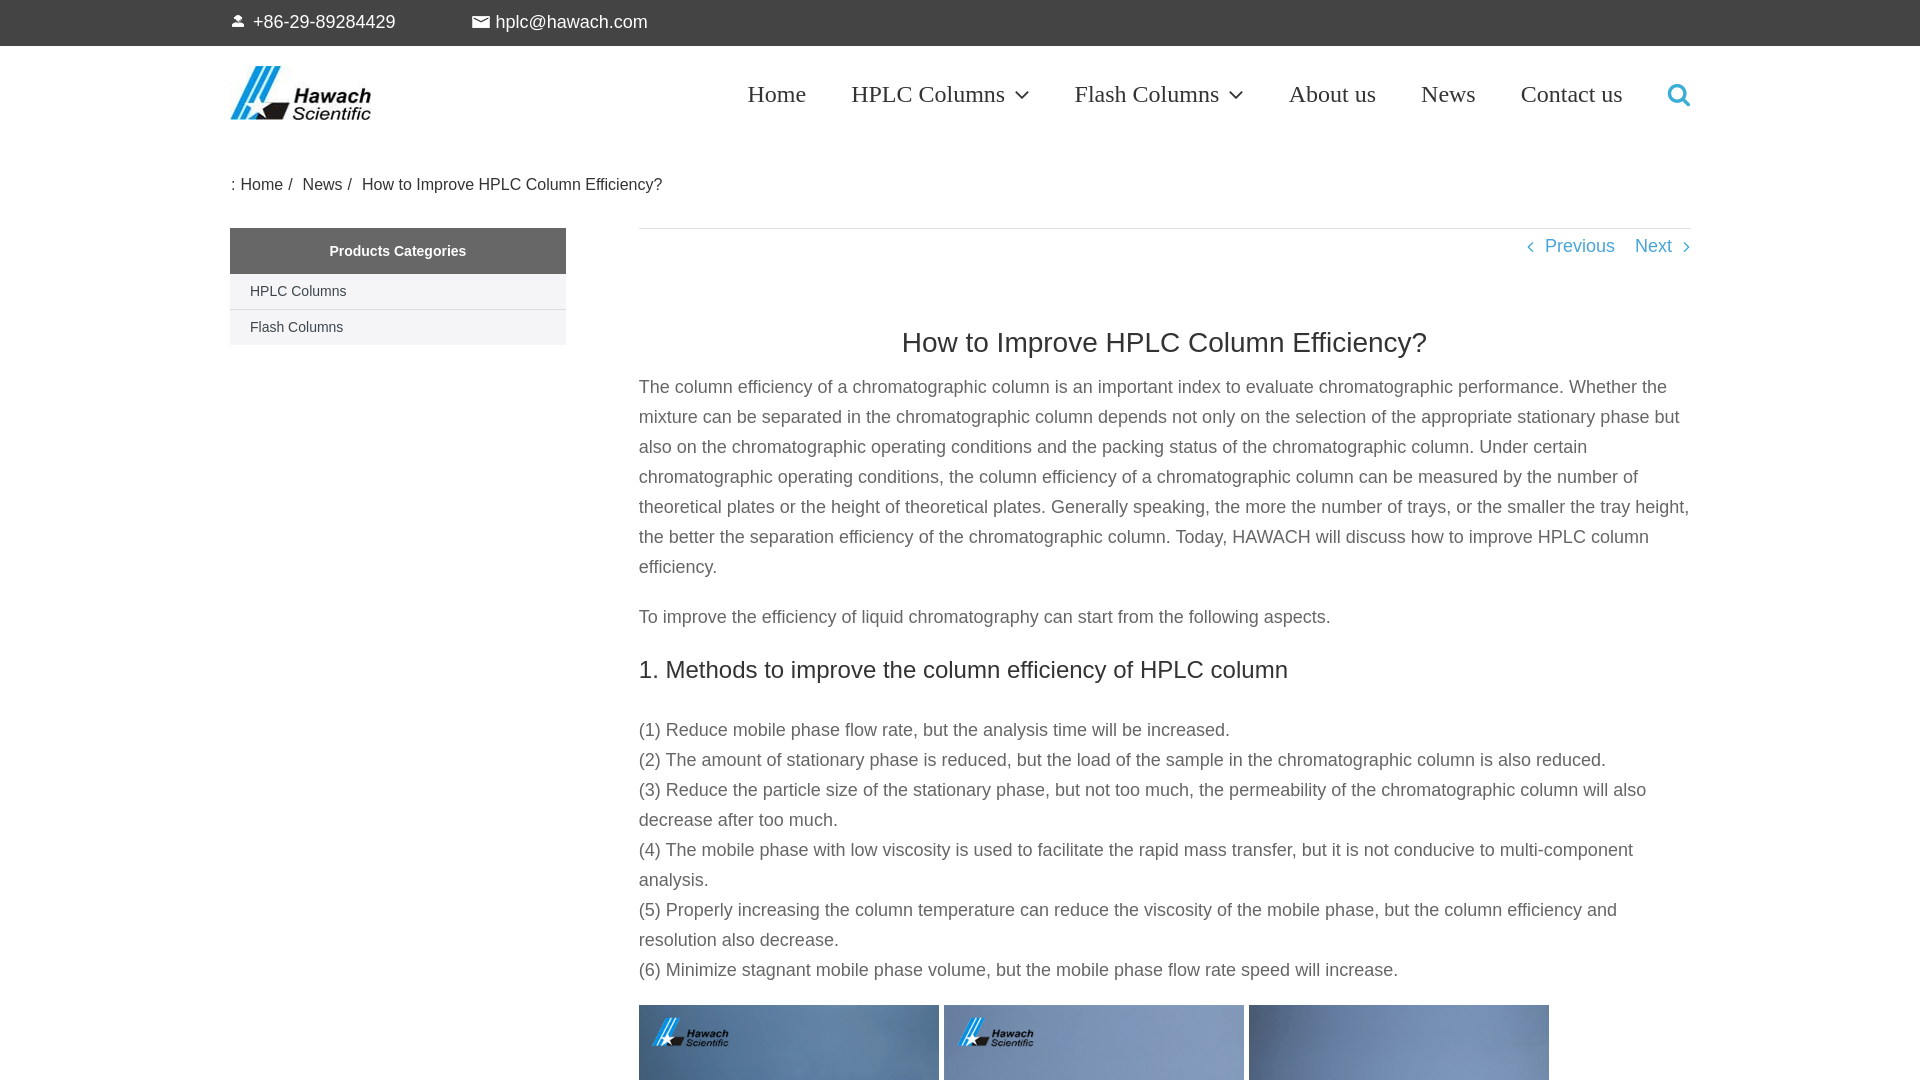 +86-29-89284429
hplc@hawach.com
Hawach
Scientific
Home
HPLC Columns
Flash Columns
About us
News
Contact us
: Home / News / How to Improve HPLC Column Efficiency?
Products Categories
HPLC Columns
Flash Columns
Previous
Next
How to Improve HPLC Column Efficiency?
The column efficiency of a chromatographic column is an important index to evaluate chromatographic performance. Whether the
mixture can be separated in the chromatographic column depends not only on the selection of the appropriate stationary phase but
also on the chromatographic operating conditions and the packing status of the chromatographic column. Under certain
chromatographic operating conditions, the column efficiency of a chromatographic column can be measured by the number of
theoretical plates or the height of theoretical plates. Generally speaking, the more the number of trays, or the smaller the tray height,
the better the separation efficiency of the chromatographic column. Today, HAWACH will discuss how to improve HPLC column
efficiency.
To improve the efficiency of liquid chromatography can start from the following aspects.
1. Methods to improve the column efficiency of HPLC column
(1) Reduce mobile phase flow rate, but the analysis time will be increased.
(2) The amount of stationary phase is reduced, but the load of the sample in the chromatographic column is also reduced.
(3) Reduce the particle size of the stationary phase, but not too much, the permeability of the chromatographic column will also
decrease after too much.
(4) The mobile phase with low viscosity is used to facilitate the rapid mass transfer, but it is not conducive to multi-component
analysis.
(5) Properly increasing the column temperature can reduce the viscosity of the mobile phase, but the column efficiency and
resolution also decrease.
(6) Minimize stagnant mobile phase volume, but the mobile phase flow rate speed will increase.
Hawach
Scientific
Hawach
Scientific